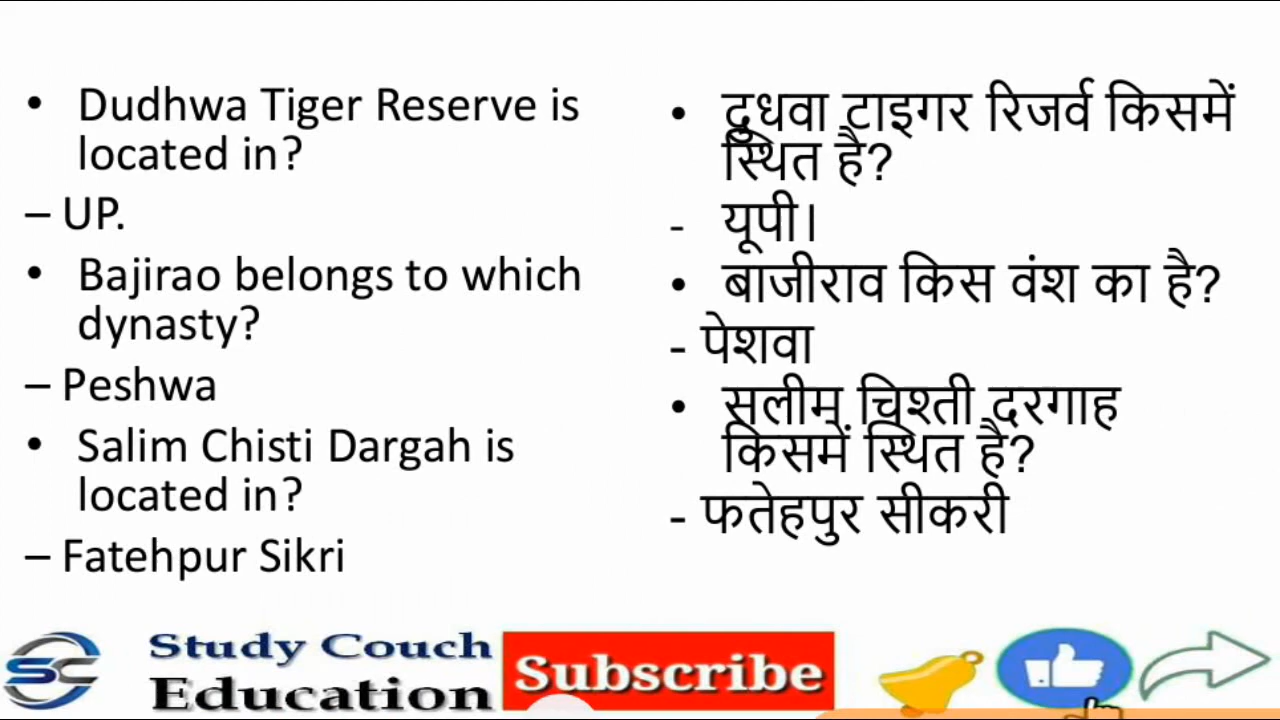 • Dudhwa Tiger Reserve is
located in?
– UP.
• Bajirao belongs to which
dynasty?
– Peshwa
• Salim Chisti Dargah is
located in?
– Fatehpur Sikri
• दुधवा टाइगर रिजर्व किसमें
स्थित है?
- यूपी।
• बाजीराव किस वंश का है?
- पेशवा
• सलीम चिश्ती दरगाह
किसमें स्थित है?
- फतेहपुर सीकरी
SC
Study Couch
Education
Subscribe